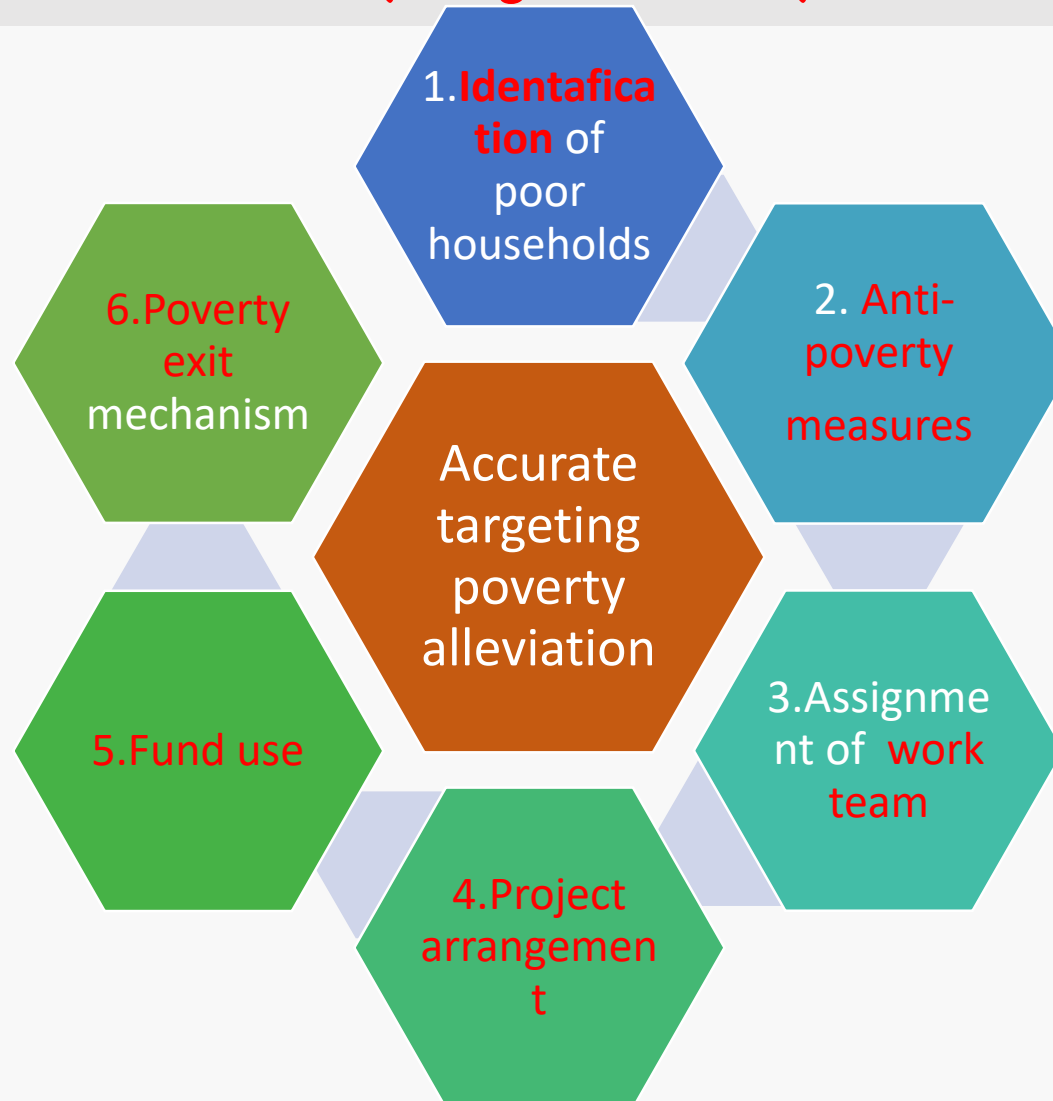 1.Identafica
tion of
poor
households
2. Anti-
poverty
measures
3.Assignme
nt of work
team
4.Project
arrangemen
t
5.Fund use
6.Poverty
exit
mechanism
Accurate
targeting
poverty
alleviation